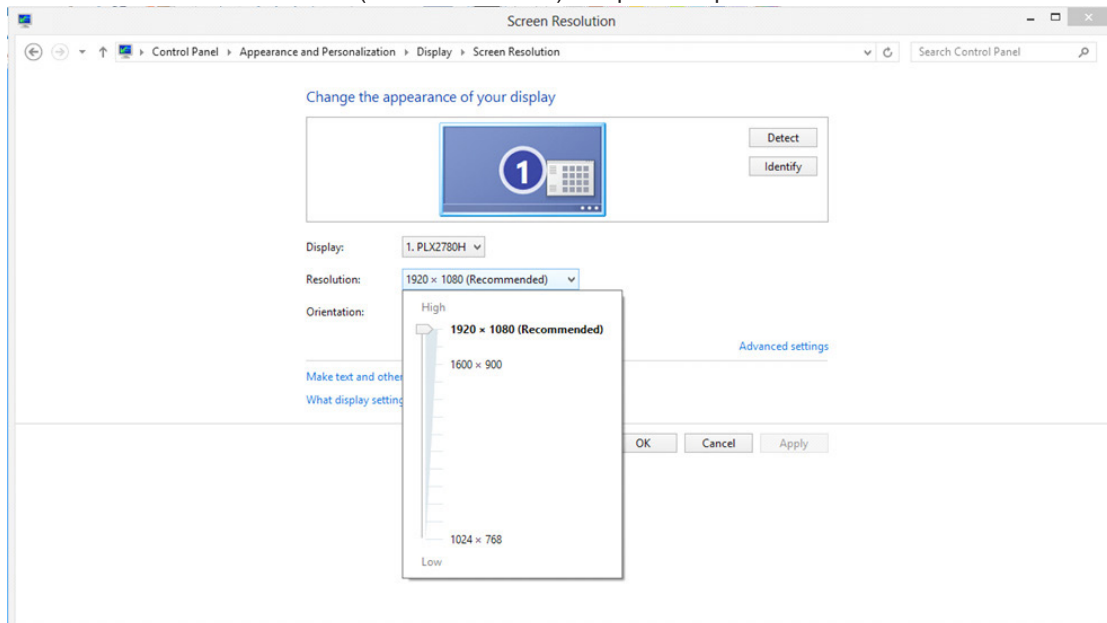 Screen Resolution
Control Panel Appearance and Personalization Display Screen Resolution
Search Control Panel
Change the appearance of your display
1
Detect
Identify
Display: 1. PLX2780H
Resolution: 1920 × 1080 (Recommended)
Orientation:
High
1920 × 1080 (Recommended)
1600 × 900
1024 × 768
Low
Advanced settings
Make text and other
What display setting
OK Cancel Apply